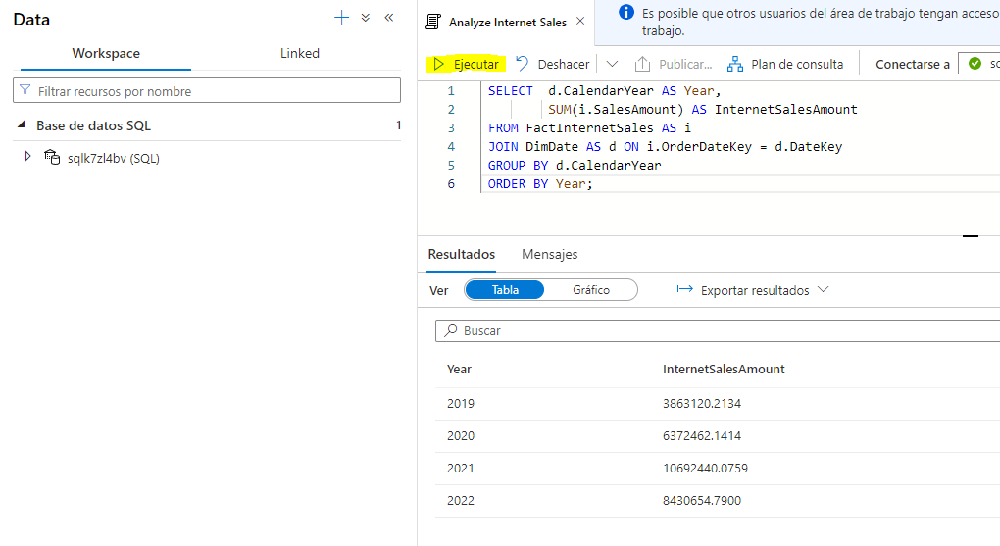 Data
Workspace
Linked
Filtrar recursos por nombre
Base de datos SQL 1
sqlk7zl4bv (SQL)
Analyze Internet Sales
Es posible que otros usuarios del área de trabajo tengan acceso
trabajo.
Ejecutar Deshacer Publicar... Plan de consulta Conectarse a
1 SELECT d.CalendarYear AS Year,
2 SUM(i.SalesAmount) AS InternetSalesAmount
3 FROM FactInternetSales AS i
4 JOIN DimDate AS d ON i.OrderDateKey = d.DateKey
5 GROUP BY d.CalendarYear
6 ORDER BY Year;
Resultados Mensajes
Ver Tabla Gráfico Exportar resultados
Buscar
Year InternetSalesAmount
2019 3863120.2134
2020 6372462.1414
2021 10692440.0759
2022 8430654.7900